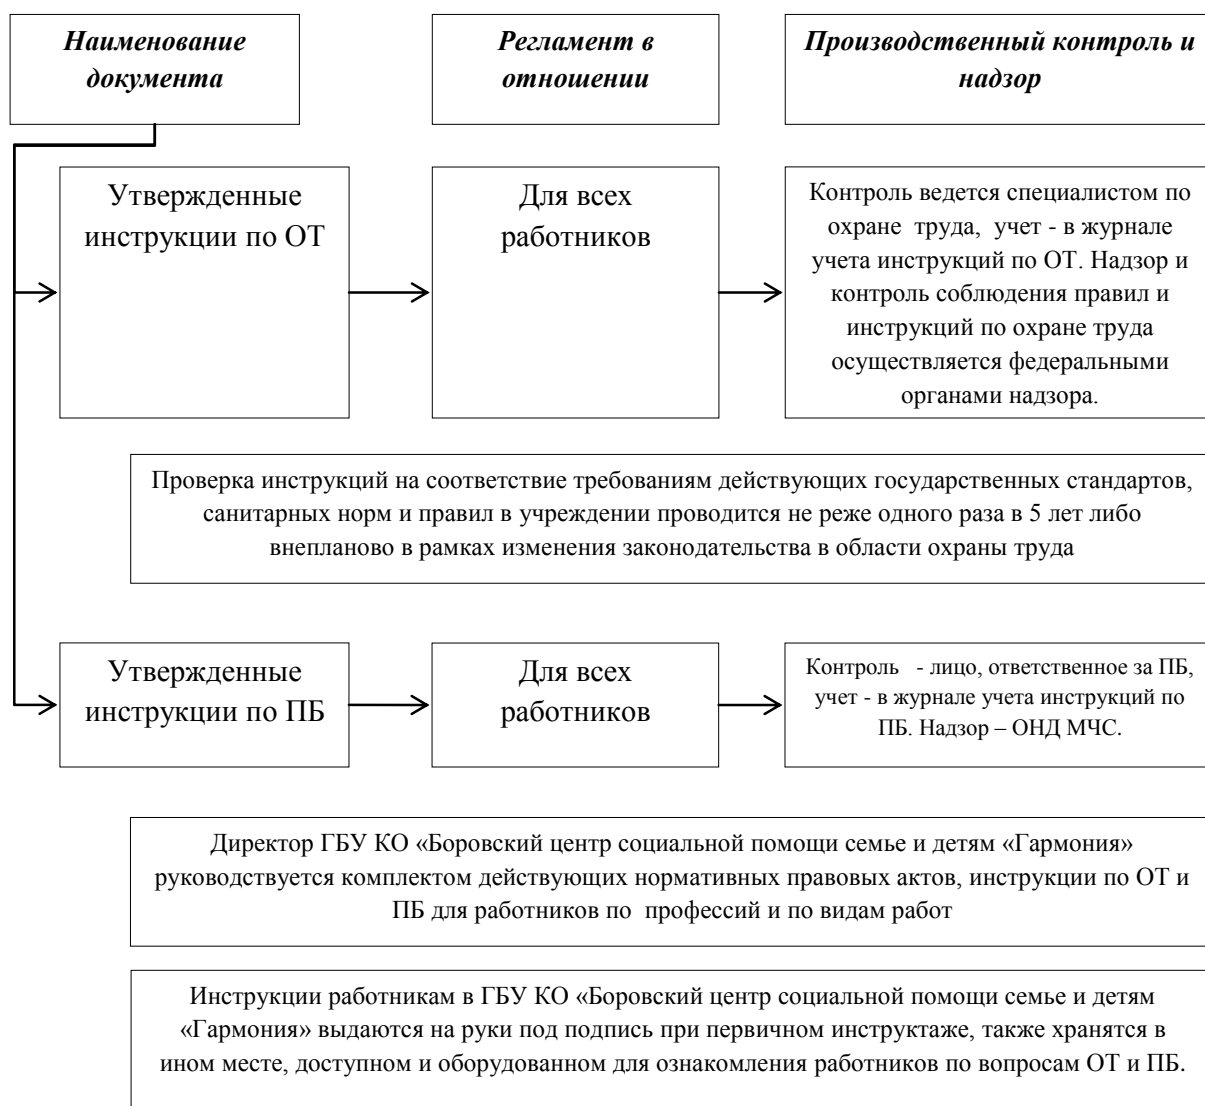 Наименование
документа
Регламент в
отношении
Производственный контроль и
надзор
Утвержденные
инструкции по ОТ
Для всех
работников
Контроль ведется специалистом по
охране труда, учет - в журнале
учета инструкций по ОТ. Надзор и
контроль соблюдения правил и
инструкций по охране труда
осуществляется федеральными
органами надзора.
Проверка инструкций на соответствие требованиям действующих государственных стандартов,
санитарных норм и правил в учреждении проводится не реже одного раза в 5 лет либо
внепланово в рамках изменения законодательства в области охраны труда
Утвержденные
инструкции по ПБ
Для всех
работников
Контроль - лицо, ответственное за ПБ,
учет - в журнале учета инструкций по
ПБ. Надзор – ОНД МЧС.
Директор ГБУ КО «Боровский центр социальной помощи семье и детям «Гармония»
руководствуется комплектом действующих нормативных правовых актов, инструкции по ОТ и
ПБ для работников по профессий и по видам работ
Инструкции работникам в ГБУ КО «Боровский центр социальной помощи семье и детям
«Гармония» выдаются на руки под подпись при первичном инструктаже, также хранятся в
ином месте, доступном и оборудованном для ознакомления работников по вопросам ОТ и ПБ.